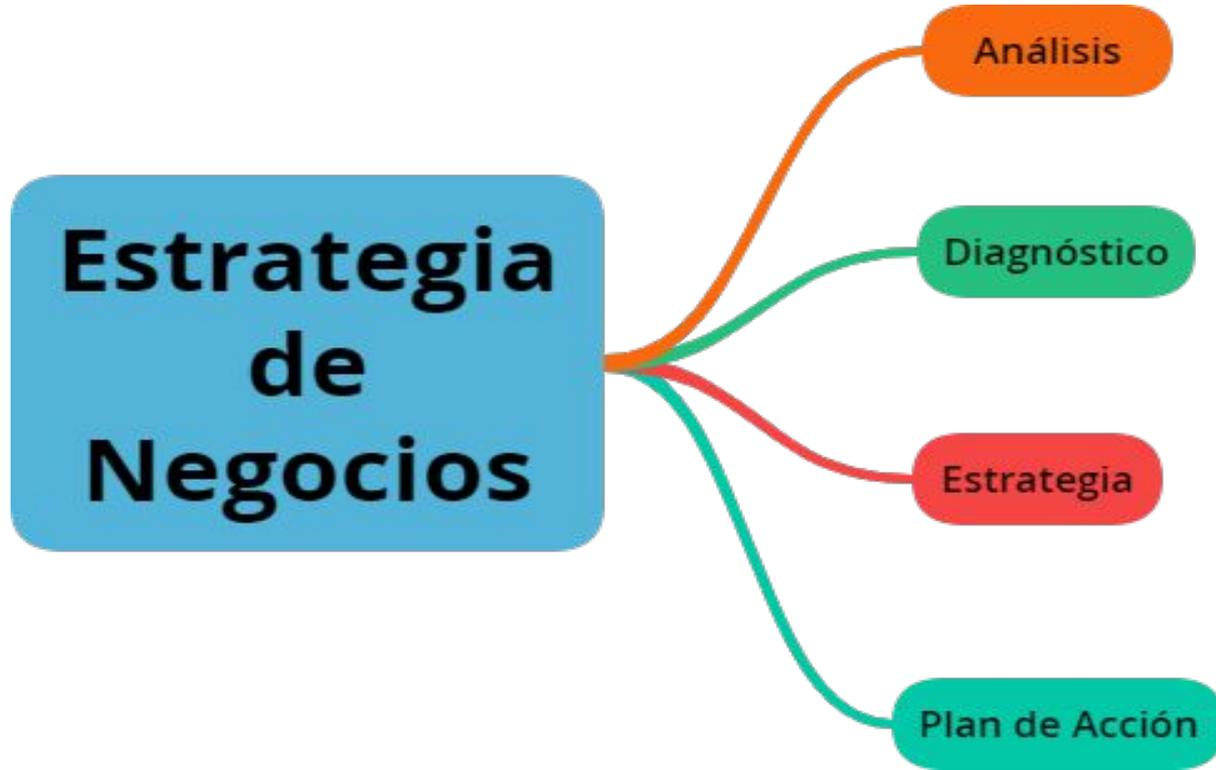 Estrategia
de
Negocios
Análisis
Diagnóstico
Estrategia
Plan de Acción